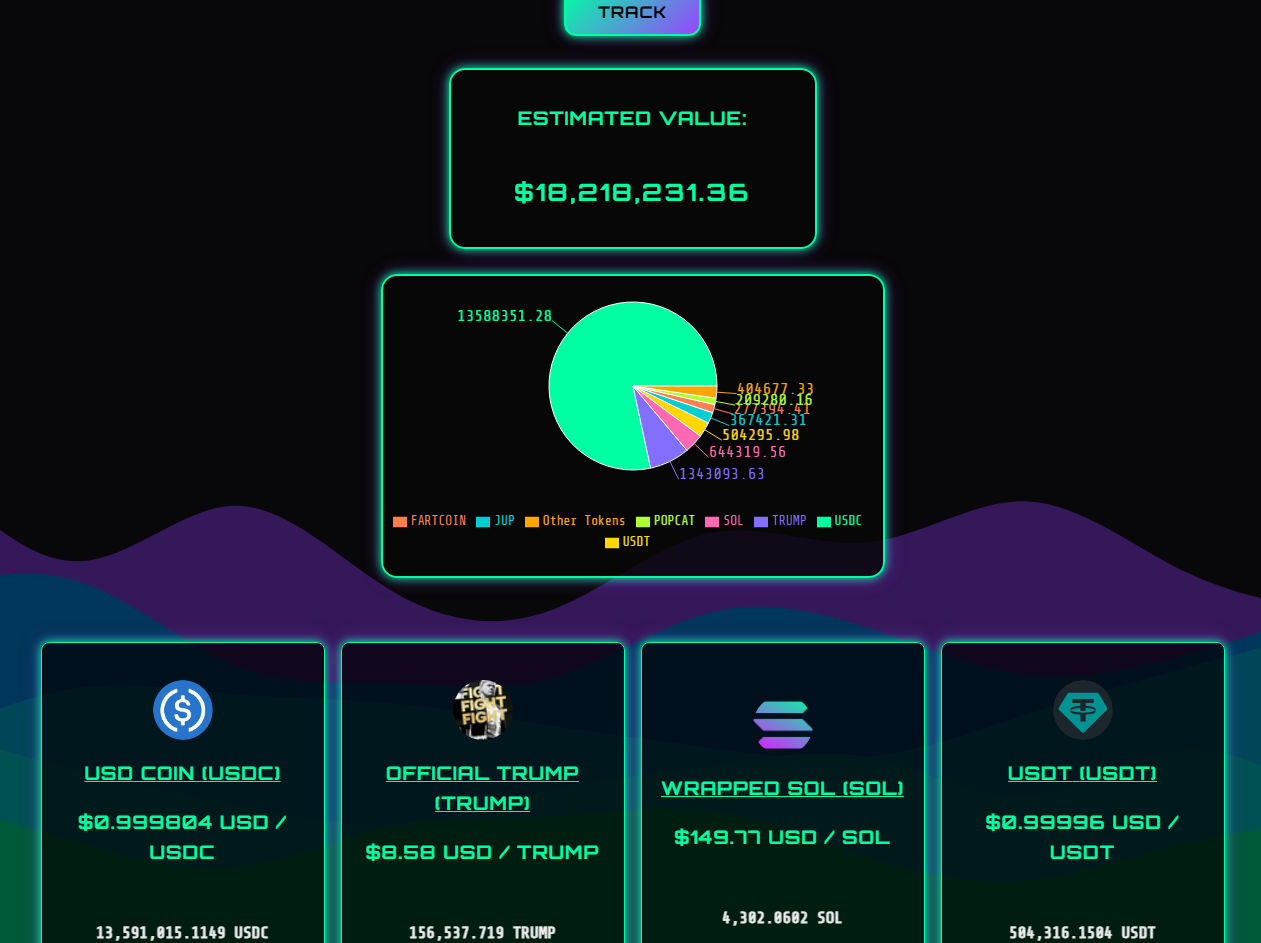 TRACK
ESTIMATED VALUE:
$18,218,231.36
13588351.28
404677.33
209280.16
277394.41
367421.31
504295.98
644319.56
1343093.63
FARTCOIN JUP Other Tokens POPCAT SOL TRUMP USDC
USDT
FIGHT
FIGHT
FIGHT
USD COIN (USDC)
$0.999804 USD /
USDC
13,591,015.1149 USDC
OFFICIAL TRUMP
(TRUMP)
$8.58 USD / TRUMP
156,537.719 TRUMP
WRAPPED SOL (SOL)
$149.77 USD / SOL
4,302.0602 SOL
USDT (USDT)
$0.99996 USD /
USDT
504,316.1504 USDT